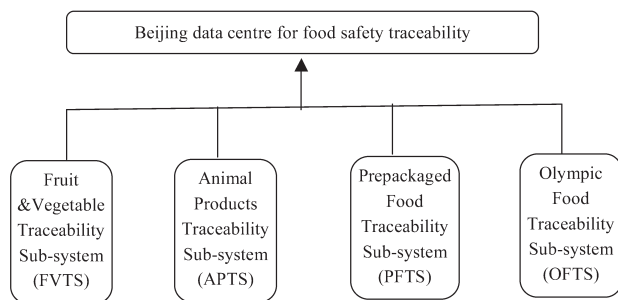 Beijing data centre for food safety traceability
Fruit
&Vegetable
Traceability
Sub-system
(FVTS)
Animal
Products
Traceability
Sub-system
(APTS)
Prepackaged
Food
Traceability
Sub-system
(PFTS)
Olympic
Food
Traceability
Sub-system
(OFTS)